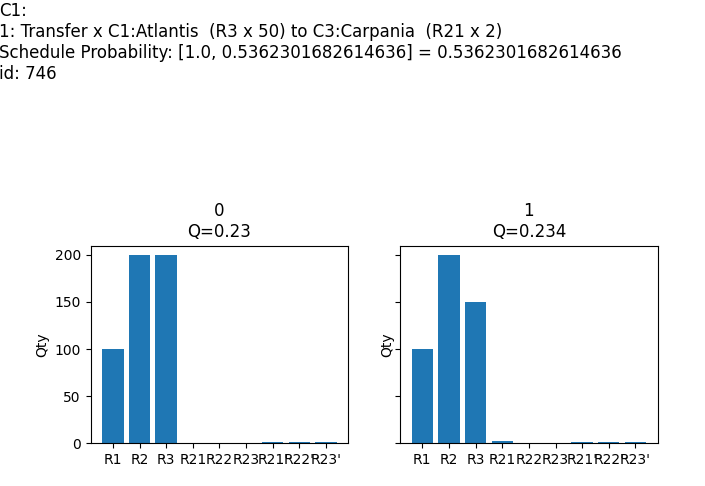 C1:
1: Transfer x C1:Atlantis  (R3 x 50) to C3:Carpania  (R21 x 2)
Schedule Probability: [1.0, 0.5362301682614636] = 0.5362301682614636
id: 746
0
Q=0.23
200
150
100
50
0
Qty
R1 R2 R3 R21 R22 R23 R21' R22' R23'
1
Q=0.234
Qty
R1 R2 R3 R21 R22 R23 R21' R22' R23'